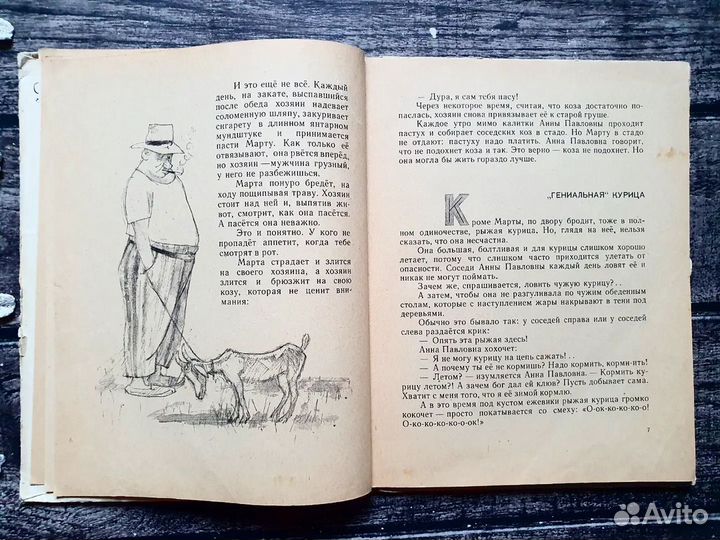 И это ещё не всё. Каждый
день, на закате, выспавшийся
после обеда хозяин надевает
соломенную шляпу, закуривает
сигарету в длинном янтарном
мундштуке и принимается
пасти Марту. Как только её
отвязывают, она рвётся вперёд,
но хозяин —мужчина грузный,
у него не разбежишься.
Марта понуро бредёт, на
ходу пощипывая траву. Хозяин
стоит над ней и, выпятив жи-
вот, смотрит, как она пасётся.
А пасётся она неважно.
Это и понятно. У кого не
пропадёт аппетит, когда тебе
смотрят в рот.
Марта страдает и злится
на своего хозяина, а хозяин
злится и брюзжит на свою
козу, которая не ценит вни-
мания:
— Дура, я сам тебя пасу!
Через некоторое время, считая, что коза достаточно по-
паслась, хозяин снова привязывает её к старой груше.
Каждое утро мимо калитки Анны Павловны проходит
пастух и собирает соседских коз в стадо. Но Марту в стадо
не отдают: пастуху надо платить. Анна Павловна говорит,
что не подохнет коза и так. Это верно — коза не подохнет. Но
она могла бы жить гораздо лучше.
„ГЕНИАЛЬНАЯ" КУРИЦА
Кроме Марты, по двору бродит, тоже в пол-
ном одиночестве, рыжая курица. Но, глядя на неё, нельзя
сказать, что она несчастна.
Она большая, болтливая и для курицы слишком хорошо
летает, потому что слишком часто приходится улетать от
опасности. Соседи Анны Павловны каждый день ловят её и
никак не могут поймать.
Зачем же, спрашивается, ловить чужую курицу?..
А затем, чтобы она не разгуливала по чужим обеденным
столам, которые с наступлением жары накрывают в тени под
деревьями.
Обычно это бывало так: у соседей справа или у соседей
слева раздаётся крик:
— Опять эта рыжая здесь!
Анна Павловна хохочет:
— Я не могу курицу на цепь сажать!..
— А почему ты её не кормишь? Надо кормить, корм-ить!
— Летом? — изумляется Анна Павловна. — Кормить ку-
рицу летом?! А зачем бог дал ей клюв? Пусть добывает сама.
Хватит с меня того, что я её зимой кормлю.
А в это время под кустом ежевики рыжая курица громко
кокочет — просто покатывается со смеху: «О-ок-ко-ко-ко-о!
О-ко-ко-ко-ко-о-ок!»
7
Avito